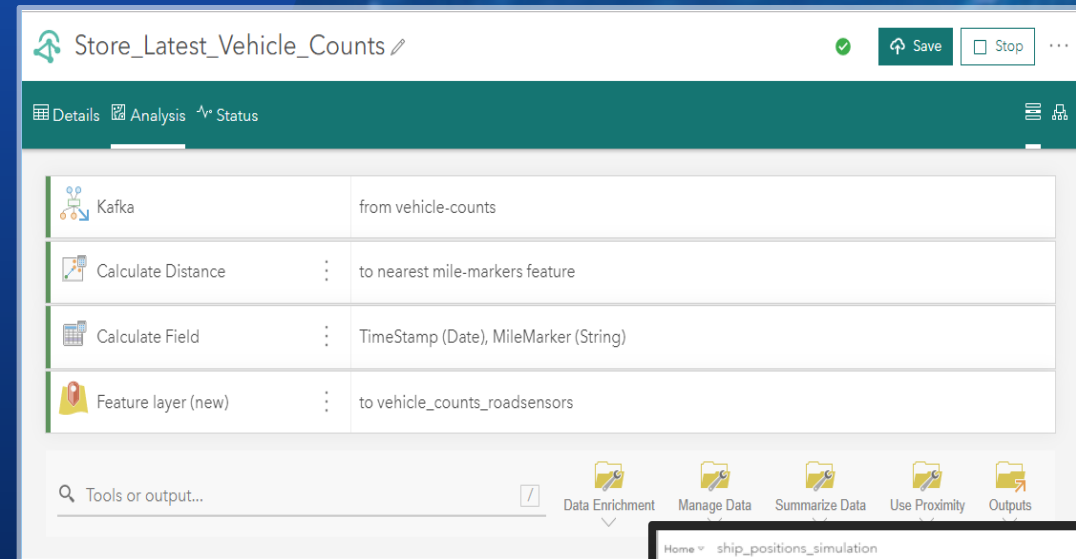 Store_Latest_Vehicle_Counts
Save
Stop
...
Details Analysis Status
Kafka from vehicle-counts
Calculate Distance to nearest mile-markers feature
Calculate Field TimeStamp (Date), MileMarker (String)
Feature layer (new) to vehicle_counts_roadsensors
Tools or output... /
Data Enrichment Manage Data Summarize Data Use Proximity Outputs
Home ship_positions_simulation